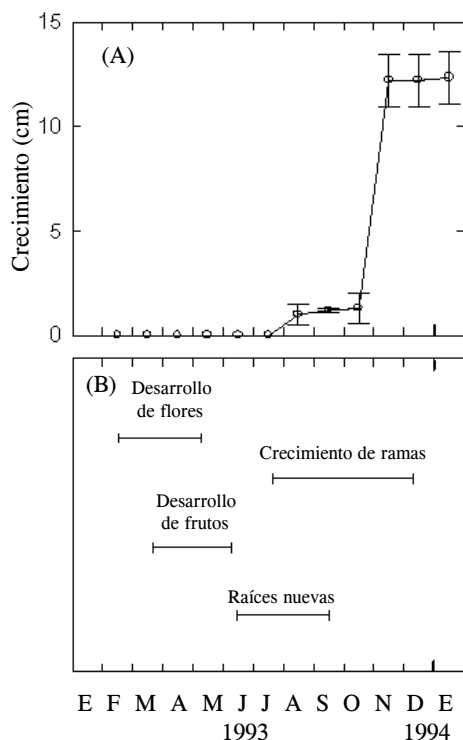 15
(A)
10
5
0
Crecimiento (cm)
(B)
Desarrollo
de flores
Crecimiento de ramas
Desarrollo
de frutos
Raíces nuevas
E F M A M J J A S O N D E
1993 1994